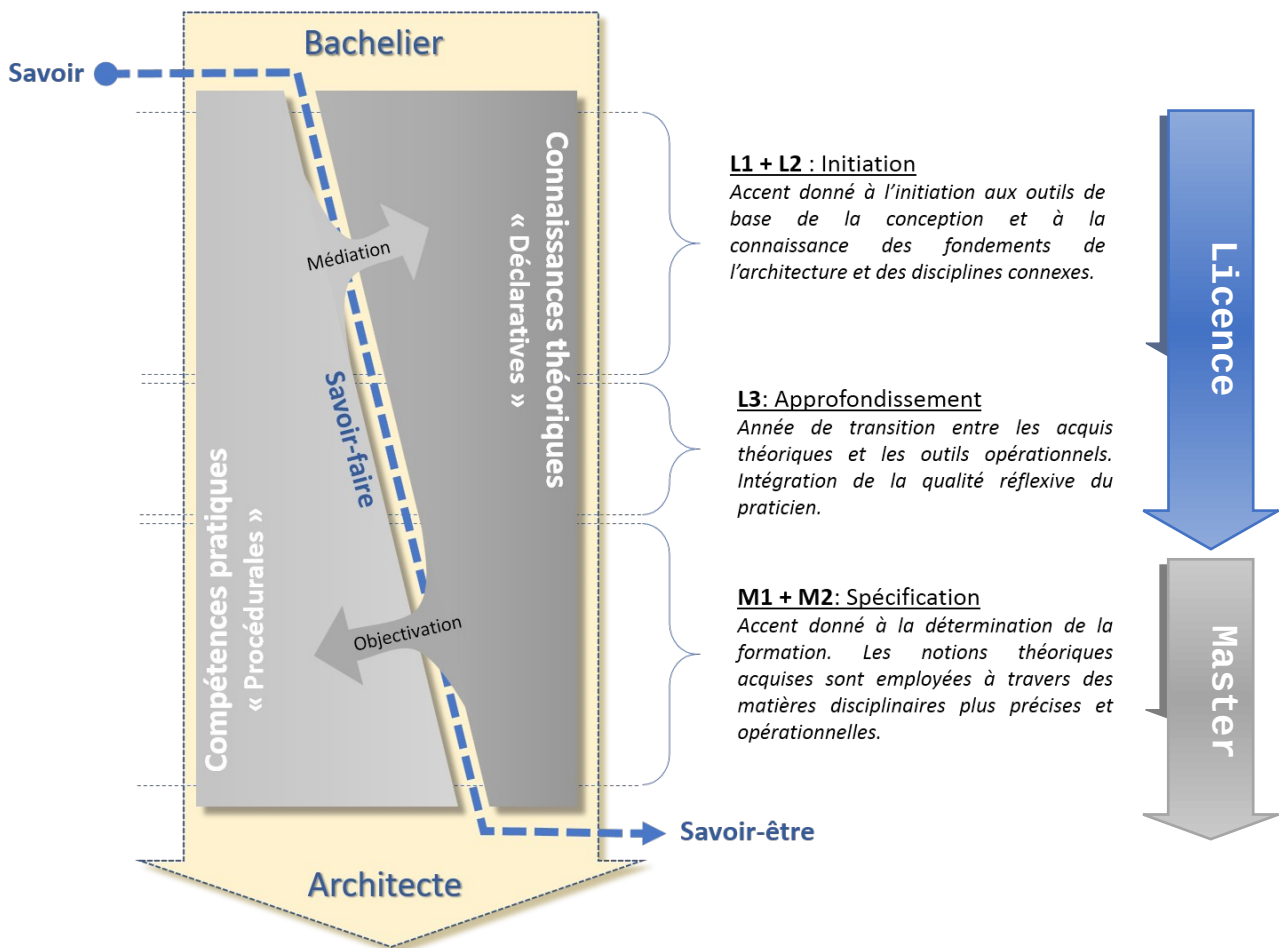 Bachelier
Savoir
Connaissances théoriques
« Déclaratives »
Médiation
Savoir-faire
Compétences pratiques
« Procédurales »
Objectivation
Savoir-être
Architecte
L1 + L2 : Initiation
Accent donné à l’initiation aux outils de
base de la conception et à la
connaissance des fondements de
l’architecture et des disciplines connexes.
L3: Approfondissement
Année de transition entre les acquis
théoriques et les outils opérationnels.
Intégration de la qualité réflexive du
praticien.
M1 + M2: Spécification
Accent donné à la détermination de la
formation. Les notions théoriques
acquises sont employées à travers des
matières disciplinaires plus précises et
opérationnelles.
Licence
Master